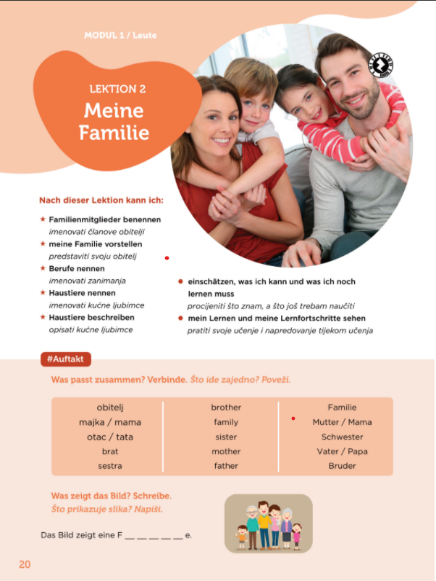 MODUL 1 / Leute
LEKTION 2
Meine
Familie
Nach dieser Lektion kann ich:
★ Familienmitglieder benennen
imenovati članove obitelji
★ meine Familie vorstellen
predstaviti svoju obitelj
★ Berufe nennen
imenovati zanimanja
★ Haustiere nennen
imenovati kućne ljubimce
★ Haustiere beschreiben
opisati kućne ljubimce
● einschätzen, was ich kann und was ich noch
lernen muss
procijeniti što znam, a što još trebam naučiti
● mein Lernen und meine Lernfortschritte sehen
pratiti svoje učenje i napredovanje tijekom učenja
#Auftakt
Was passt zusammen? Verbinde. Što ide zajedno? Poveži.
obitelj brother Familie
majka / mama family Mutter / Mama
otac / tata sister Schwester
brat mother Vater / Papa
sestra father Bruder
Was zeigt das Bild? Schreibe.
Što prikazuje slika? Napiši.
Das Bild zeigt eine F __ __ __ __ __ e.
20